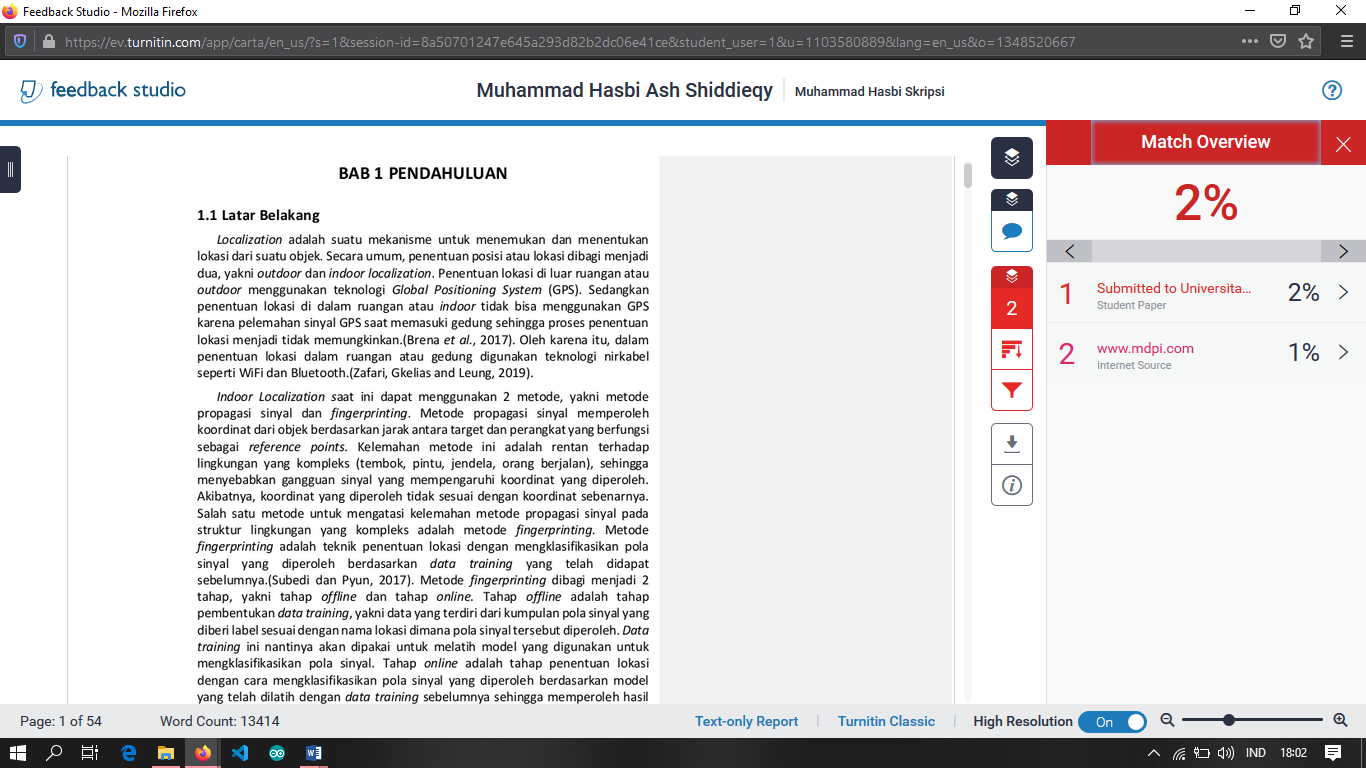 Feedback Studio - Mozilla Firefox
https://ev.turnitin.com/app/carta/en_us/?s=1&session-id=8a50701247e645a293d82b2dc06e41ce&student_user=1&u=1103580889&lang=en_us&o=1348520667
feedback studio
Muhammad Hasbi Ash Shiddieqy
Muhammad Hasbi Skripsi
?
BAB 1 PENDAHULUAN
1.1 Latar Belakang
Localization adalah suatu mekanisme untuk menemukan dan menentukan
lokasi dari suatu objek. Secara umum, penentuan posisi atau lokasi dibagi menjadi
dua, yakni outdoor dan indoor localization. Penentuan lokasi di luar ruangan atau
outdoor menggunakan teknologi Global Positioning System (GPS). Sedangkan
penentuan lokasi di dalam ruangan atau indoor tidak bisa menggunakan GPS
karena pelemahan sinyal GPS saat memasuki gedung sehingga proses penentuan
lokasi menjadi tidak memungkinkan.(Brena et al., 2017). Oleh karena itu, dalam
penentuan lokasi dalam ruangan atau gedung digunakan teknologi nirkabel
seperti WiFi dan Bluetooth.(Zafari, Gkelias and Leung, 2019).
Indoor Localization saat ini dapat menggunakan 2 metode, yakni metode
propagasi sinyal dan fingerprinting. Metode propagasi sinyal memperoleh
koordinat dari objek berdasarkan jarak antara target dan perangkat yang berfungsi
sebagai reference points. Kelemahan metode ini adalah rentan terhadap
lingkungan yang kompleks (tembok, pintu, jendela, orang berjalan), sehingga
menyebabkan gangguan sinyal yang mempengaruhi koordinat yang diperoleh.
Akibatnya, koordinat yang diperoleh tidak sesuai dengan koordinat sebenarnya.
Salah satu metode untuk mengatasi kelemahan metode propagasi sinyal pada
struktur lingkungan yang kompleks adalah metode fingerprinting. Metode
fingerprinting adalah teknik penentuan lokasi dengan mengklasifikasikan pola
sinyal yang diperoleh berdasarkan data training yang telah didapat
sebelumnya.(Subedi dan Pyun, 2017). Metode fingerprinting dibagi menjadi 2
tahap, yakni tahap offline dan tahap online. Tahap offline adalah tahap
pembentukan data training, yakni data yang terdiri dari kumpulan pola sinyal yang
diberi label sesuai dengan nama lokasi dimana pola sinyal tersebut diperoleh. Data
training ini nantinya akan dipakai untuk melatih model yang digunakan untuk
mengklasifikasikan pola sinyal. Tahap online adalah tahap penentuan lokasi
dengan cara mengklasifikasikan pola sinyal yang diperoleh berdasarkan model
yang telah dilatih dengan data training sebelumnya sehingga memperoleh hasil
2
Match Overview
2%
1 Submitted to Universita... 2%
Student Paper
2 www.mdpi.com 1%
Internet Source
Page: 1 of 54
Word Count: 13414
Text-only Report
Turnitin Classic
High Resolution
On
IND
18:02